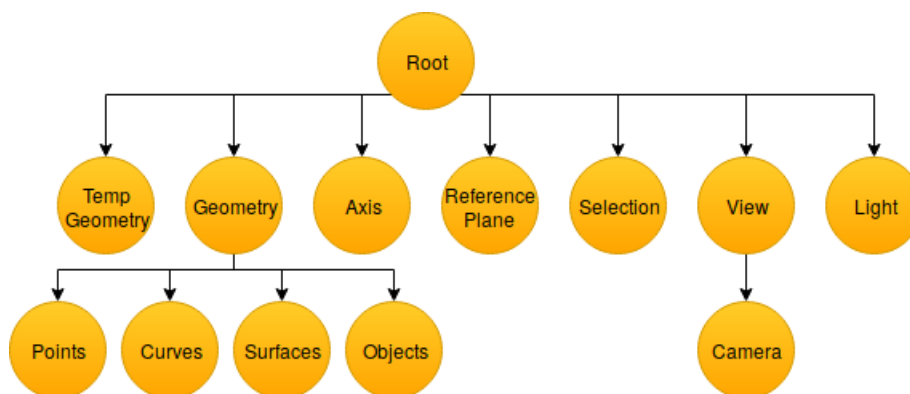 Root
Temp
Geometry
Geometry
Axis
Reference
Plane
Selection
View
Light
Points
Curves
Surfaces
Objects
Camera